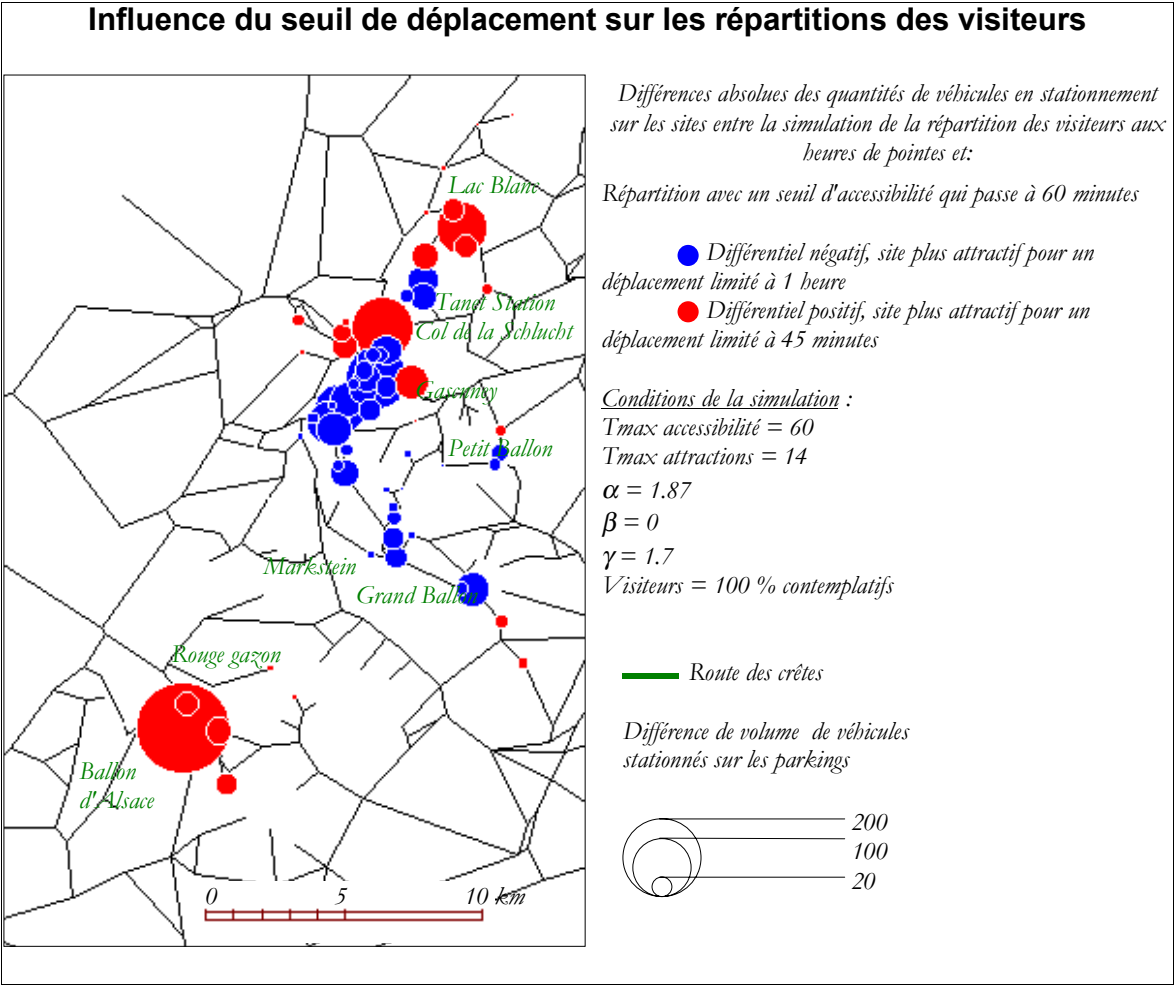 Influence du seuil de déplacement sur les répartitions des visiteurs
Différences absolues des quantités de véhicules en stationnement
sur les sites entre la simulation de la répartition des visiteurs aux
heures de pointes et:
Répartition avec un seuil d'accessibilité qui passe à 60 minutes
Différentiel négatif, site plus attractif pour un
déplacement limité à 1 heure
Différentiel positif, site plus attractif pour un
déplacement limité à 45 minutes
Conditions de la simulation :
Tmax accessibilité = 60
Tmax attractions = 14
α = 1.87
β = 0
γ = 1.7
Visiteurs = 100 % contemplatifs
Route des crêtes
Différence de volume de véhicules
stationnés sur les parkings
200
100
20
Lac Blanc
Tanet Station
Col de la Schlucht
Gaschney
Petit Ballon
Markstein
Grand Ballon
Rouge gazon
Ballon
d'Alsace
0 5 10 km